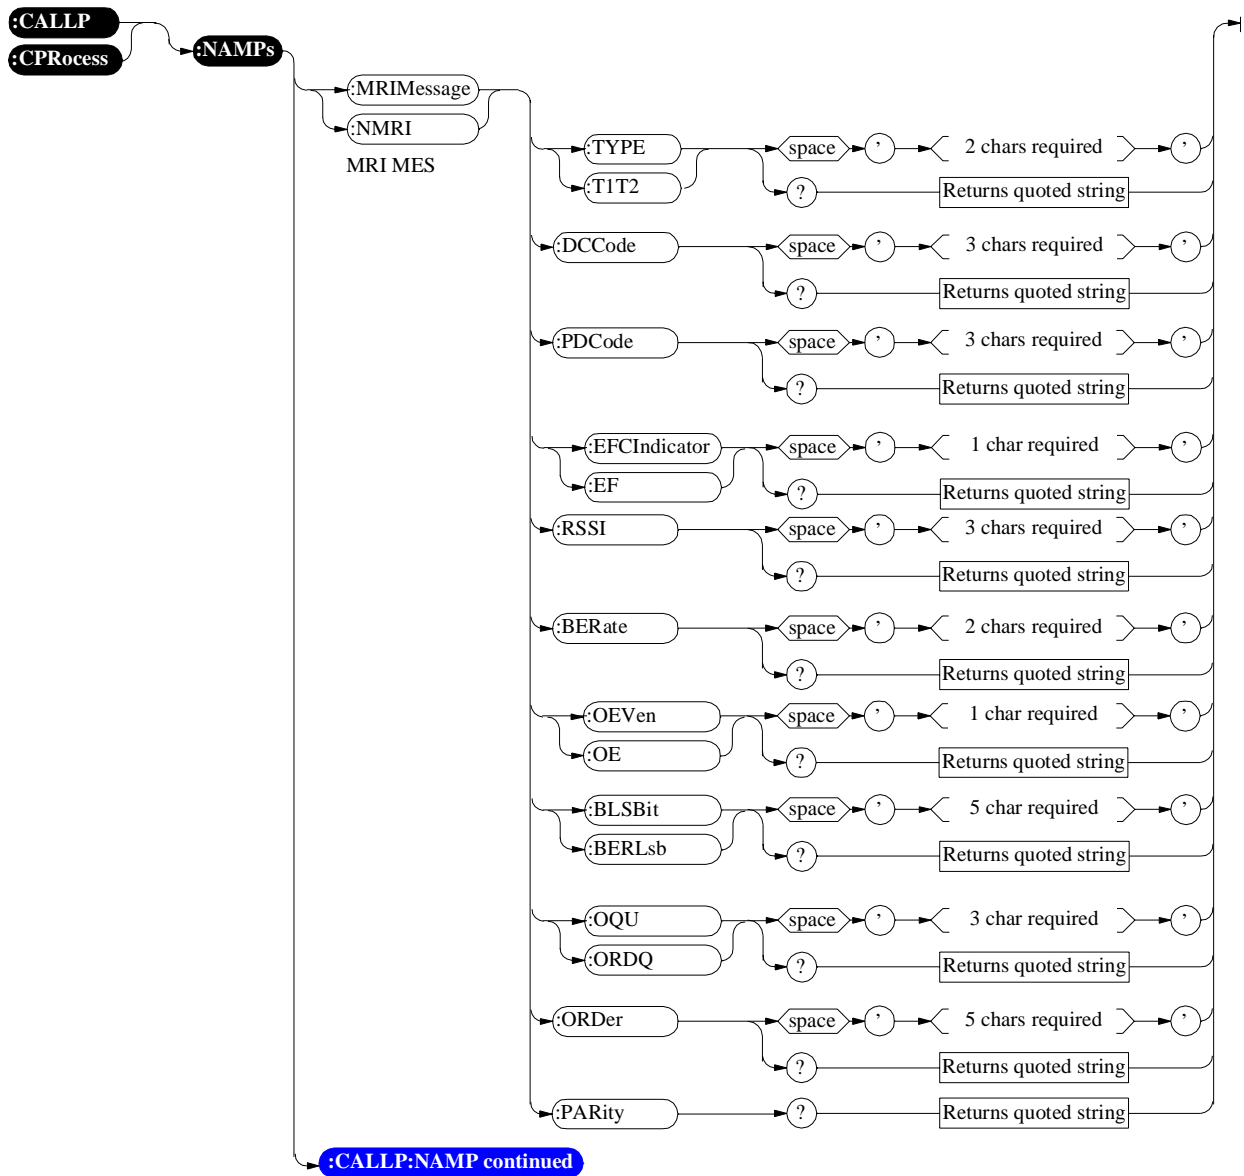 :CALLP
:CPRocess
:NAMPs
:MRIMessage
:NMRI
MRI MES
:TYPE space ’ 2 chars required ’
:T1T2 ? Returns quoted string
:DCCode space ’ 3 chars required ’
? Returns quoted string
:PDCode space ’ 3 chars required ’
? Returns quoted string
:EFCIndicator space ’ 1 char required ’
:EF ? Returns quoted string
:RSSI space ’ 3 chars required ’
? Returns quoted string
:BERate space ’ 2 chars required ’
? Returns quoted string
:OEVen space ’ 1 char required ’
:OE ? Returns quoted string
:BLSBit space ’ 5 char required ’
:BERLsb ? Returns quoted string
:OQU space ’ 3 char required ’
:ORDQ ? Returns quoted string
:ORDer space ’ 5 chars required ’
? Returns quoted string
:PARity ? Returns quoted string
:CALLP:NAMP continued